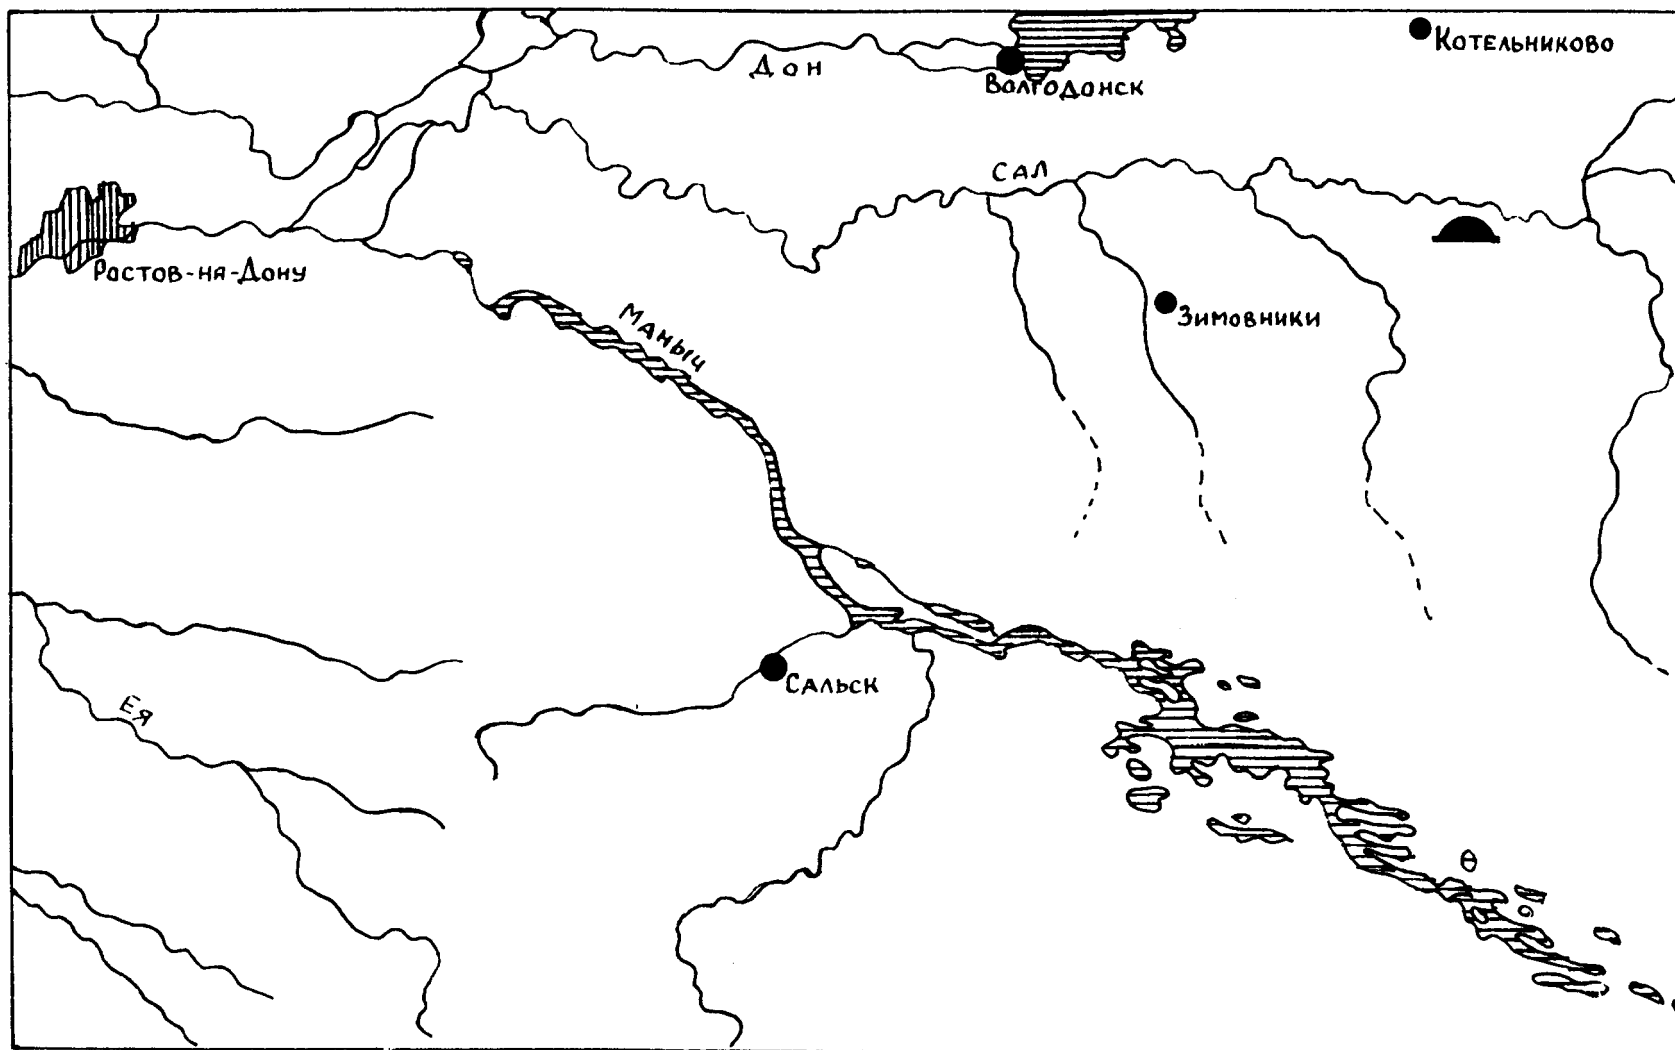 Котельниково
Дон
Волгодонск
Сал
Ростов-на-Дону
Зимовники
Маныч
Сальск
Ея